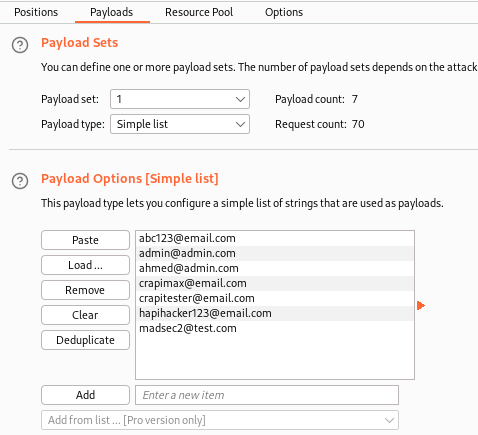 Positions Payloads Resource Pool Options
? Payload Sets
You can define one or more payload sets. The number of payload sets depends on the attack
Payload set: 1 Payload count: 7
Payload type: Simple list Request count: 70
? Payload Options [Simple list]
This payload type lets you configure a simple list of strings that are used as payloads.
Paste
Load ...
Remove
Clear
Deduplicate
abc123@email.com
admin@admin.com
ahmed@admin.com
crapimax@email.com
crapitester@email.com
hapihacker123@email.com
madsec2@test.com
Add Enter a new item
Add from list ... [Pro version only]